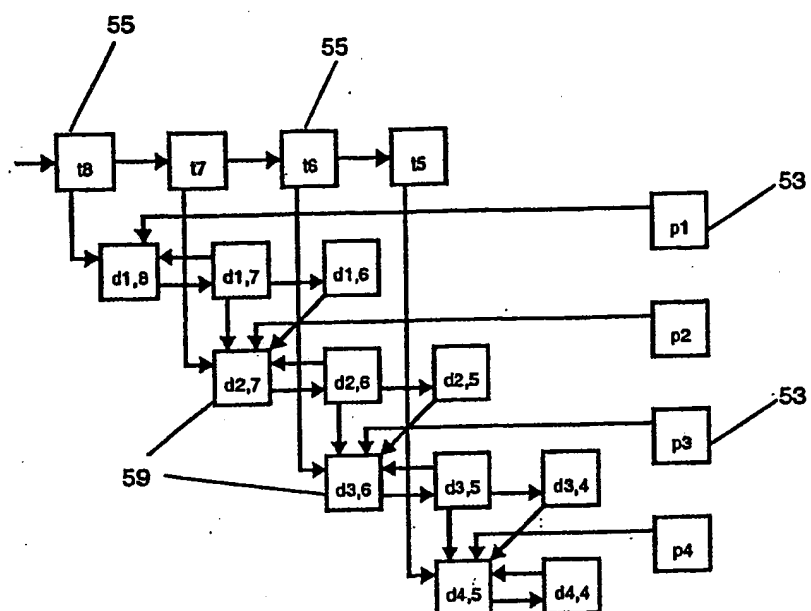 55
55
t8 t7 t6 t5
53
p1
d1,8 d1,7 d1,6
p2
d2,7 d2,6 d2,5
53
p3
59
d3,6 d3,5 d3,4
p4
d4,5 d4,4